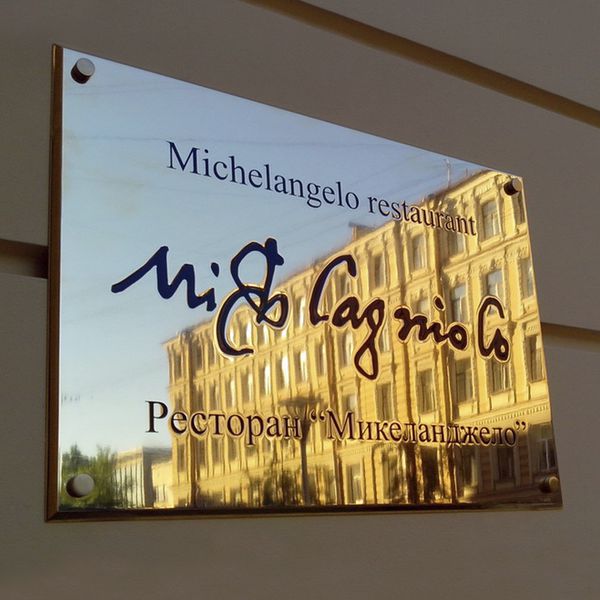 Michelangelo restaurant
Ресторан “Микеланджело”